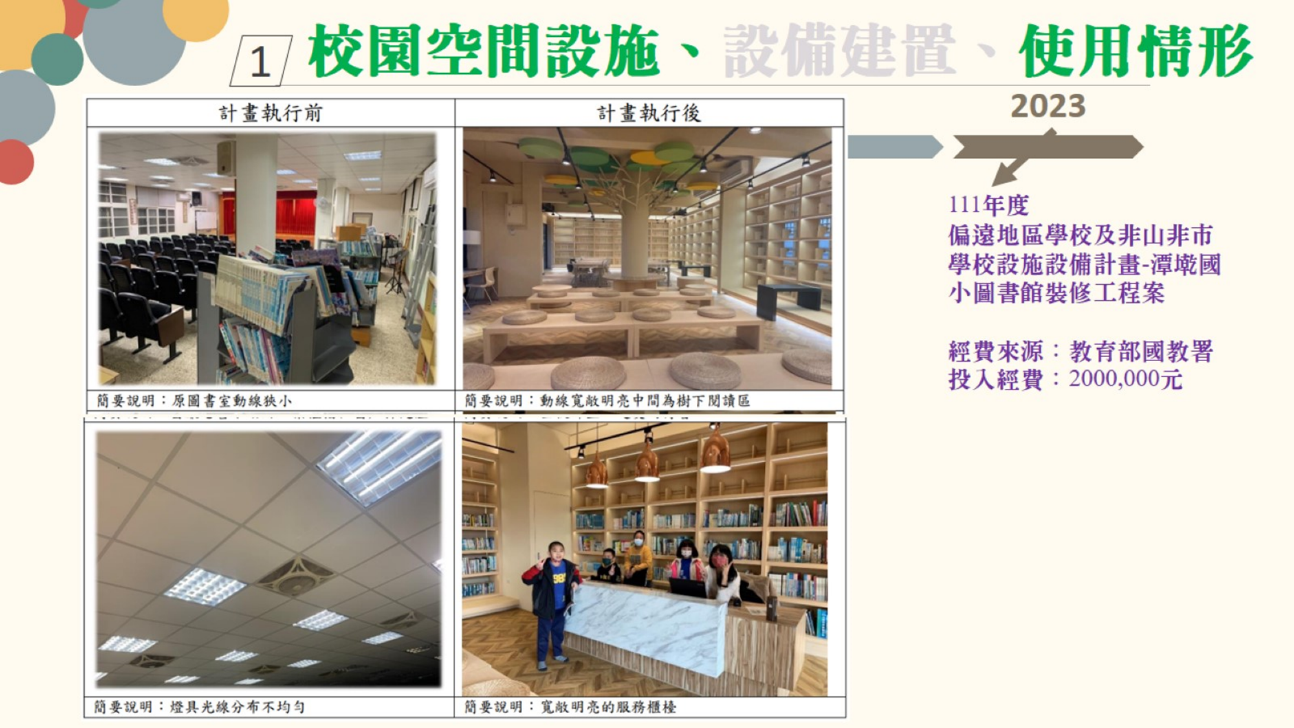 1
校園空間設施、設備建置、使用情形
計畫執行前
計畫執行後
2023
111年度
偏遠地區學校及非山非市
學校設施設備計畫-潭墘國
小圖書館裝修工程案
經費來源：教育部國教署
投入經費：2000,000元
簡要說明：原圖書室動線狹小
簡要說明：動線寬敞明亮中間為樹下閱讀區
簡要說明：燈具光線分布不均勻
簡要說明：寬敞明亮的服務櫃檯